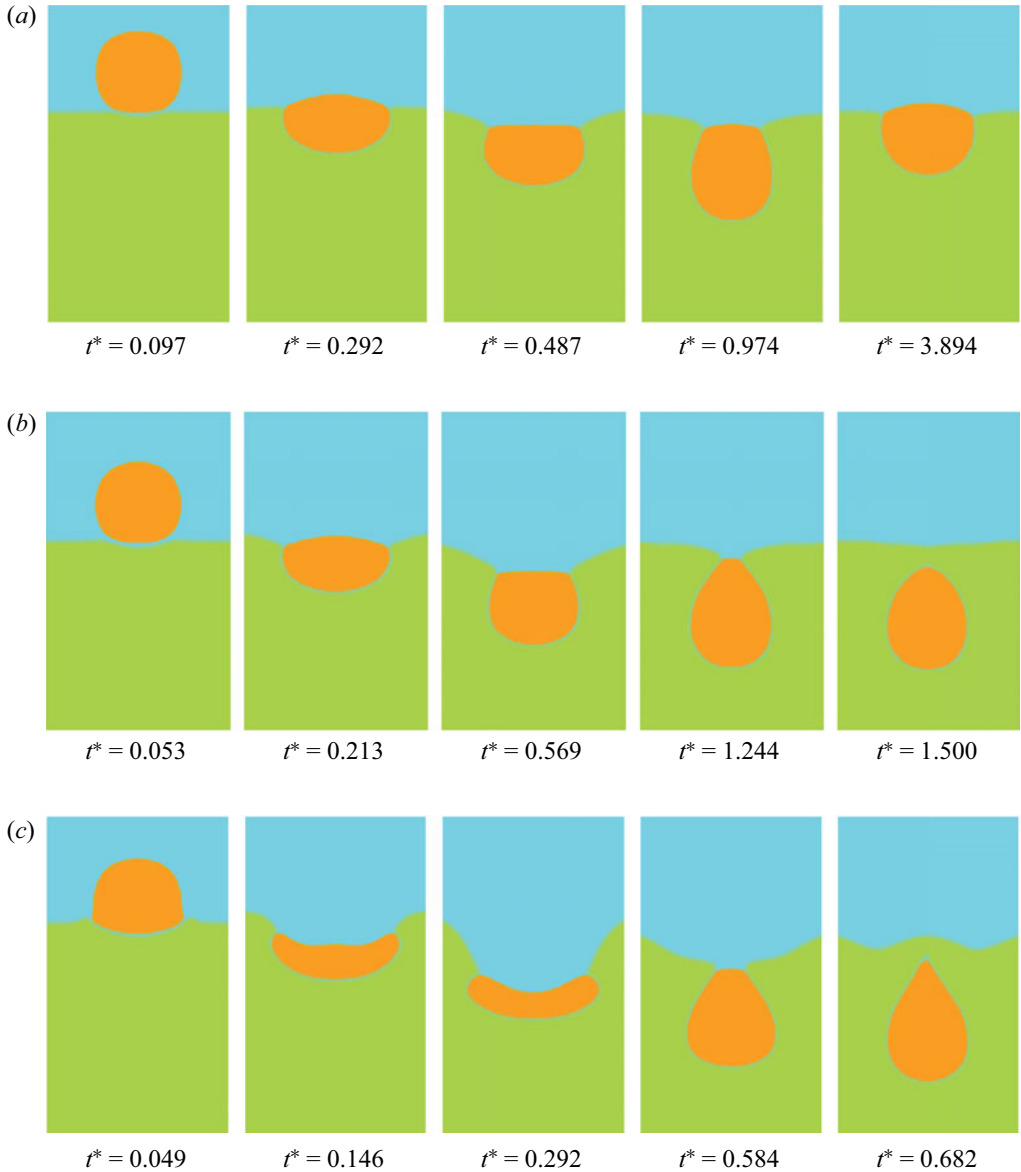 (a)
t* = 0.097 t* = 0.292 t* = 0.487 t* = 0.974 t* = 3.894
(b)
t* = 0.053 t* = 0.213 t* = 0.569 t* = 1.244 t* = 1.500
(c)
t* = 0.049 t* = 0.146 t* = 0.292 t* = 0.584 t* = 0.682